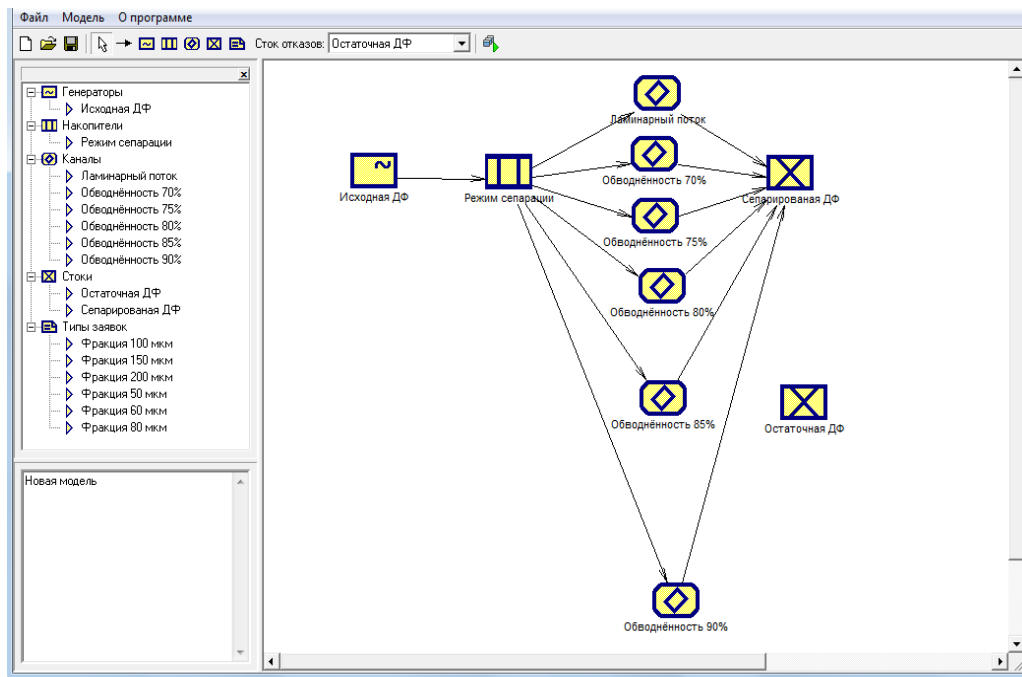 Файл Модель О программе
Сток отказов: Остаточная ДФ
Генераторы
Исходная ДФ
Накопители
Режим сепарации
Каналы
Ламинарный поток
Обводнённость 70%
Обводнённость 75%
Обводнённость 80%
Обводнённость 85%
Обводнённость 90%
Стоки
Остаточная ДФ
Сепарированая ДФ
Типы заявок
Фракция 100 мкм
Фракция 150 мкм
Фракция 200 мкм
Фракция 50 мкм
Фракция 60 мкм
Фракция 80 мкм
Новая модель
Ламинарный поток
Обводнённость 70%
Исходная ДФ
Режим сепарации
Сепарированая ДФ
Обводнённость 75%
Обводнённость 80%
Обводнённость 85%
Остаточная ДФ
Обводнённость 90%